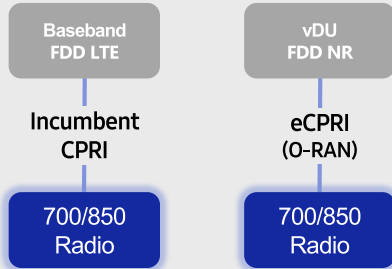 Baseband
FDD LTE
Incumbent
CPRI
700/850
Radio
vDU
FDD NR
eCPRI
(O-RAN)
700/850
Radio